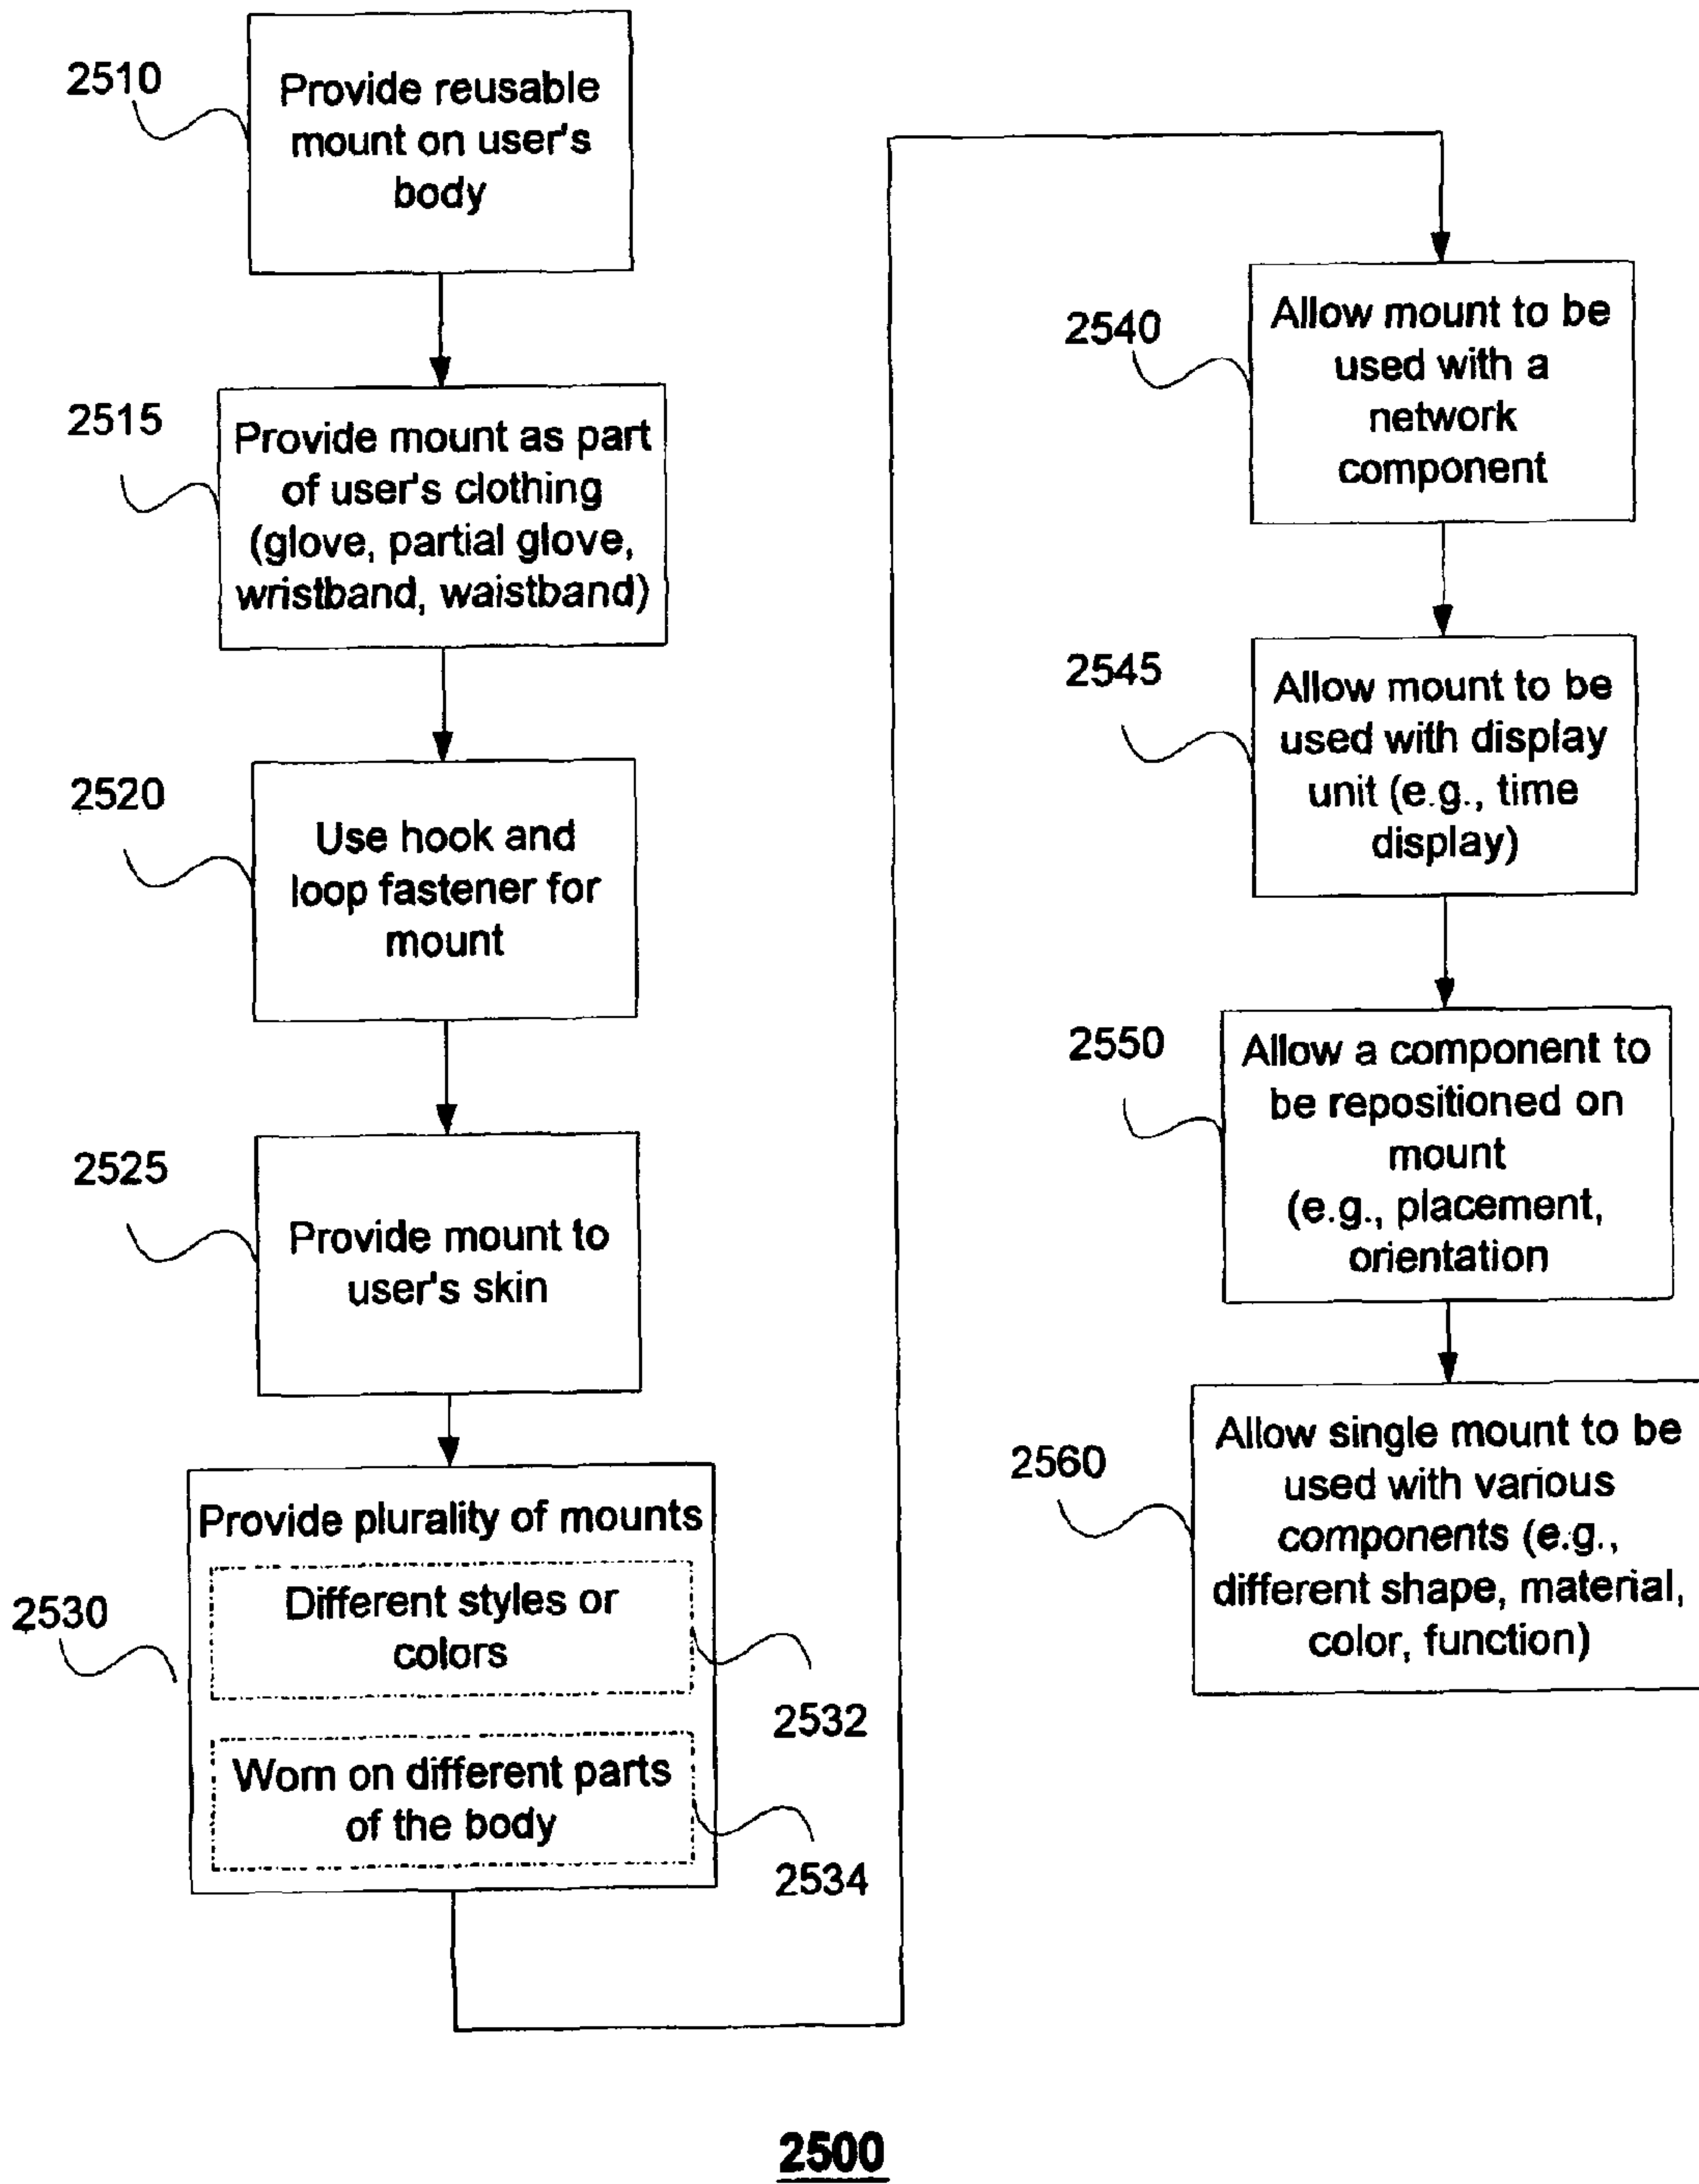 2510
Provide reusable
mount on user's
body
2515
Provide mount as part
of user's clothing
(glove, partial glove,
wristband, waistband)
2520
Use hook and
loop fastener for
mount
2525
Provide mount to
user's skin
2530
Provide plurality of mounts
Different styles or
colors
2532
Worn on different parts
of the body
2534
2540
Allow mount to be
used with a
network
component
2545
Allow mount to be
used with display
unit (e.g., time
display)
2550
Allow a component to
be repositioned on
mount
(e.g., placement,
orientation
2560
Allow single mount to be
used with various
components (e.g.,
different shape, material,
color, function)
2500